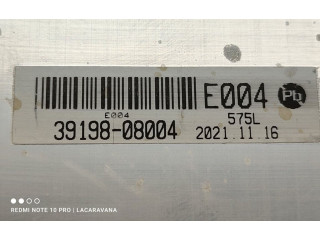 E004
Pb
E004
575L
39198-08004
2021.11.16
REDMI NOTE 10 PRO | LACARAVANA